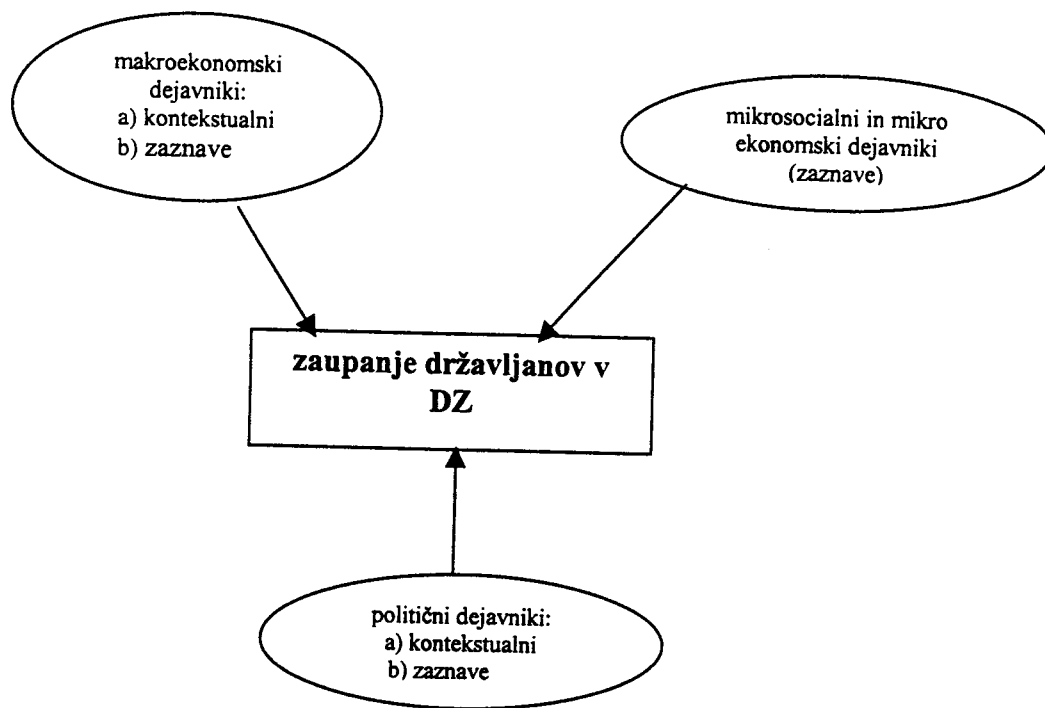 makroekonomski
dejavniki:
a) kontekstualni
b) zaznave
mikrosocialni in mikro
ekonomski dejavniki
(zaznave)
zaupanje državljanov v
DZ
politični dejavniki:
a) kontekstualni
b) zaznave